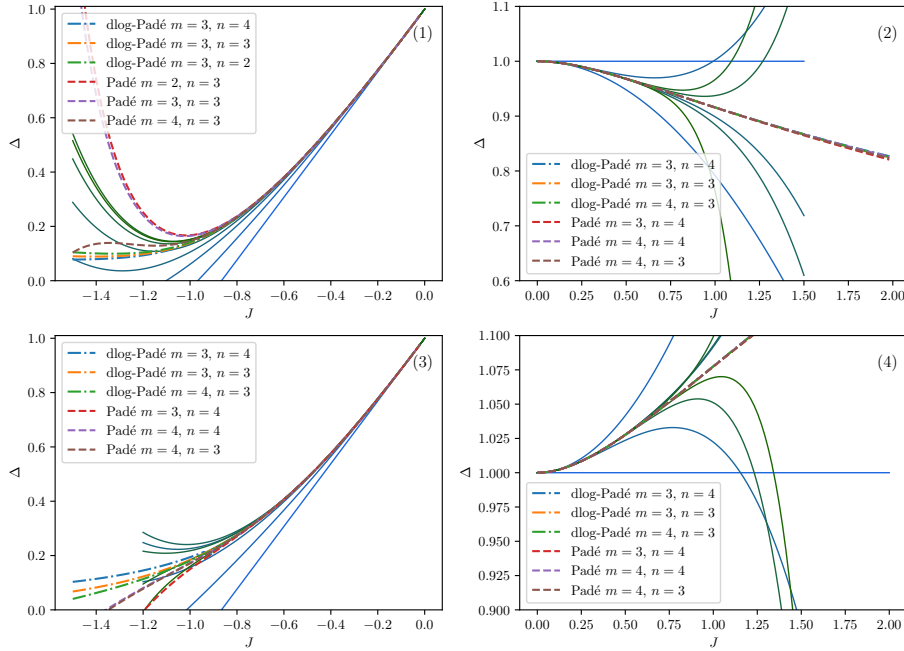 (1)
dlog-Padé m = 3, n = 4
dlog-Padé m = 3, n = 3
dlog-Padé m = 3, n = 2
Padé m = 2, n = 3
Padé m = 3, n = 3
Padé m = 4, n = 3
1.0
0.8
0.6
0.4
0.2
0.0
Δ
−1.4 −1.2 −1.0 −0.8 −0.6 −0.4 −0.2 0.0
J
(2)
1.1
1.0
0.9
0.8
0.7
0.6
Δ
dlog-Padé m = 3, n = 4
dlog-Padé m = 3, n = 3
dlog-Padé m = 4, n = 3
Padé m = 3, n = 4
Padé m = 4, n = 4
Padé m = 4, n = 3
0.00 0.25 0.50 0.75 1.00 1.25 1.50 1.75 2.00
J
(3)
dlog-Padé m = 3, n = 4
dlog-Padé m = 3, n = 3
dlog-Padé m = 4, n = 3
Padé m = 3, n = 4
Padé m = 4, n = 4
Padé m = 4, n = 3
1.0
0.8
0.6
0.4
0.2
0.0
Δ
−1.4 −1.2 −1.0 −0.8 −0.6 −0.4 −0.2 0.0
J
(4)
1.100
1.075
1.050
1.025
1.000
0.975
0.950
0.925
0.900
Δ
dlog-Padé m = 3, n = 4
dlog-Padé m = 3, n = 3
dlog-Padé m = 4, n = 3
Padé m = 3, n = 4
Padé m = 4, n = 4
Padé m = 4, n = 3
0.00 0.25 0.50 0.75 1.00 1.25 1.50 1.75 2.00
J